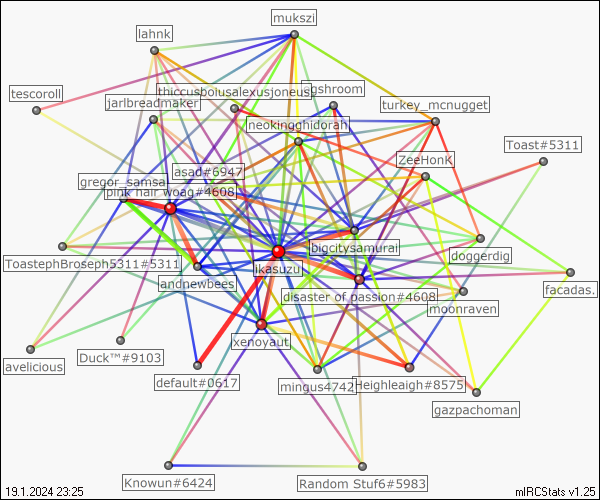 mukszi
lahnk
tescoroll
thiccusbolusalexusjoneus
gshroom
jarlbreadmaker
turkey_mcnugget
neokingghidorah
Toast#5311
ZeeHonk
asad#6947
gregor_samsa
pink hair woag#4608
bigcitysamurai
doggerdig
ToastephBroseph5311#5311
ikasuzu
andnewbees
facadas.
disaster of passion#4608
moonraven
xenoyaut
avelicious
Duck™#9103
default#0617
mingus4742
Heighleaigh#8575
gazpachoman
Knowun#6424
Random Stuf6#5983
19.1.2024 23:25
mIRCStats v1.25